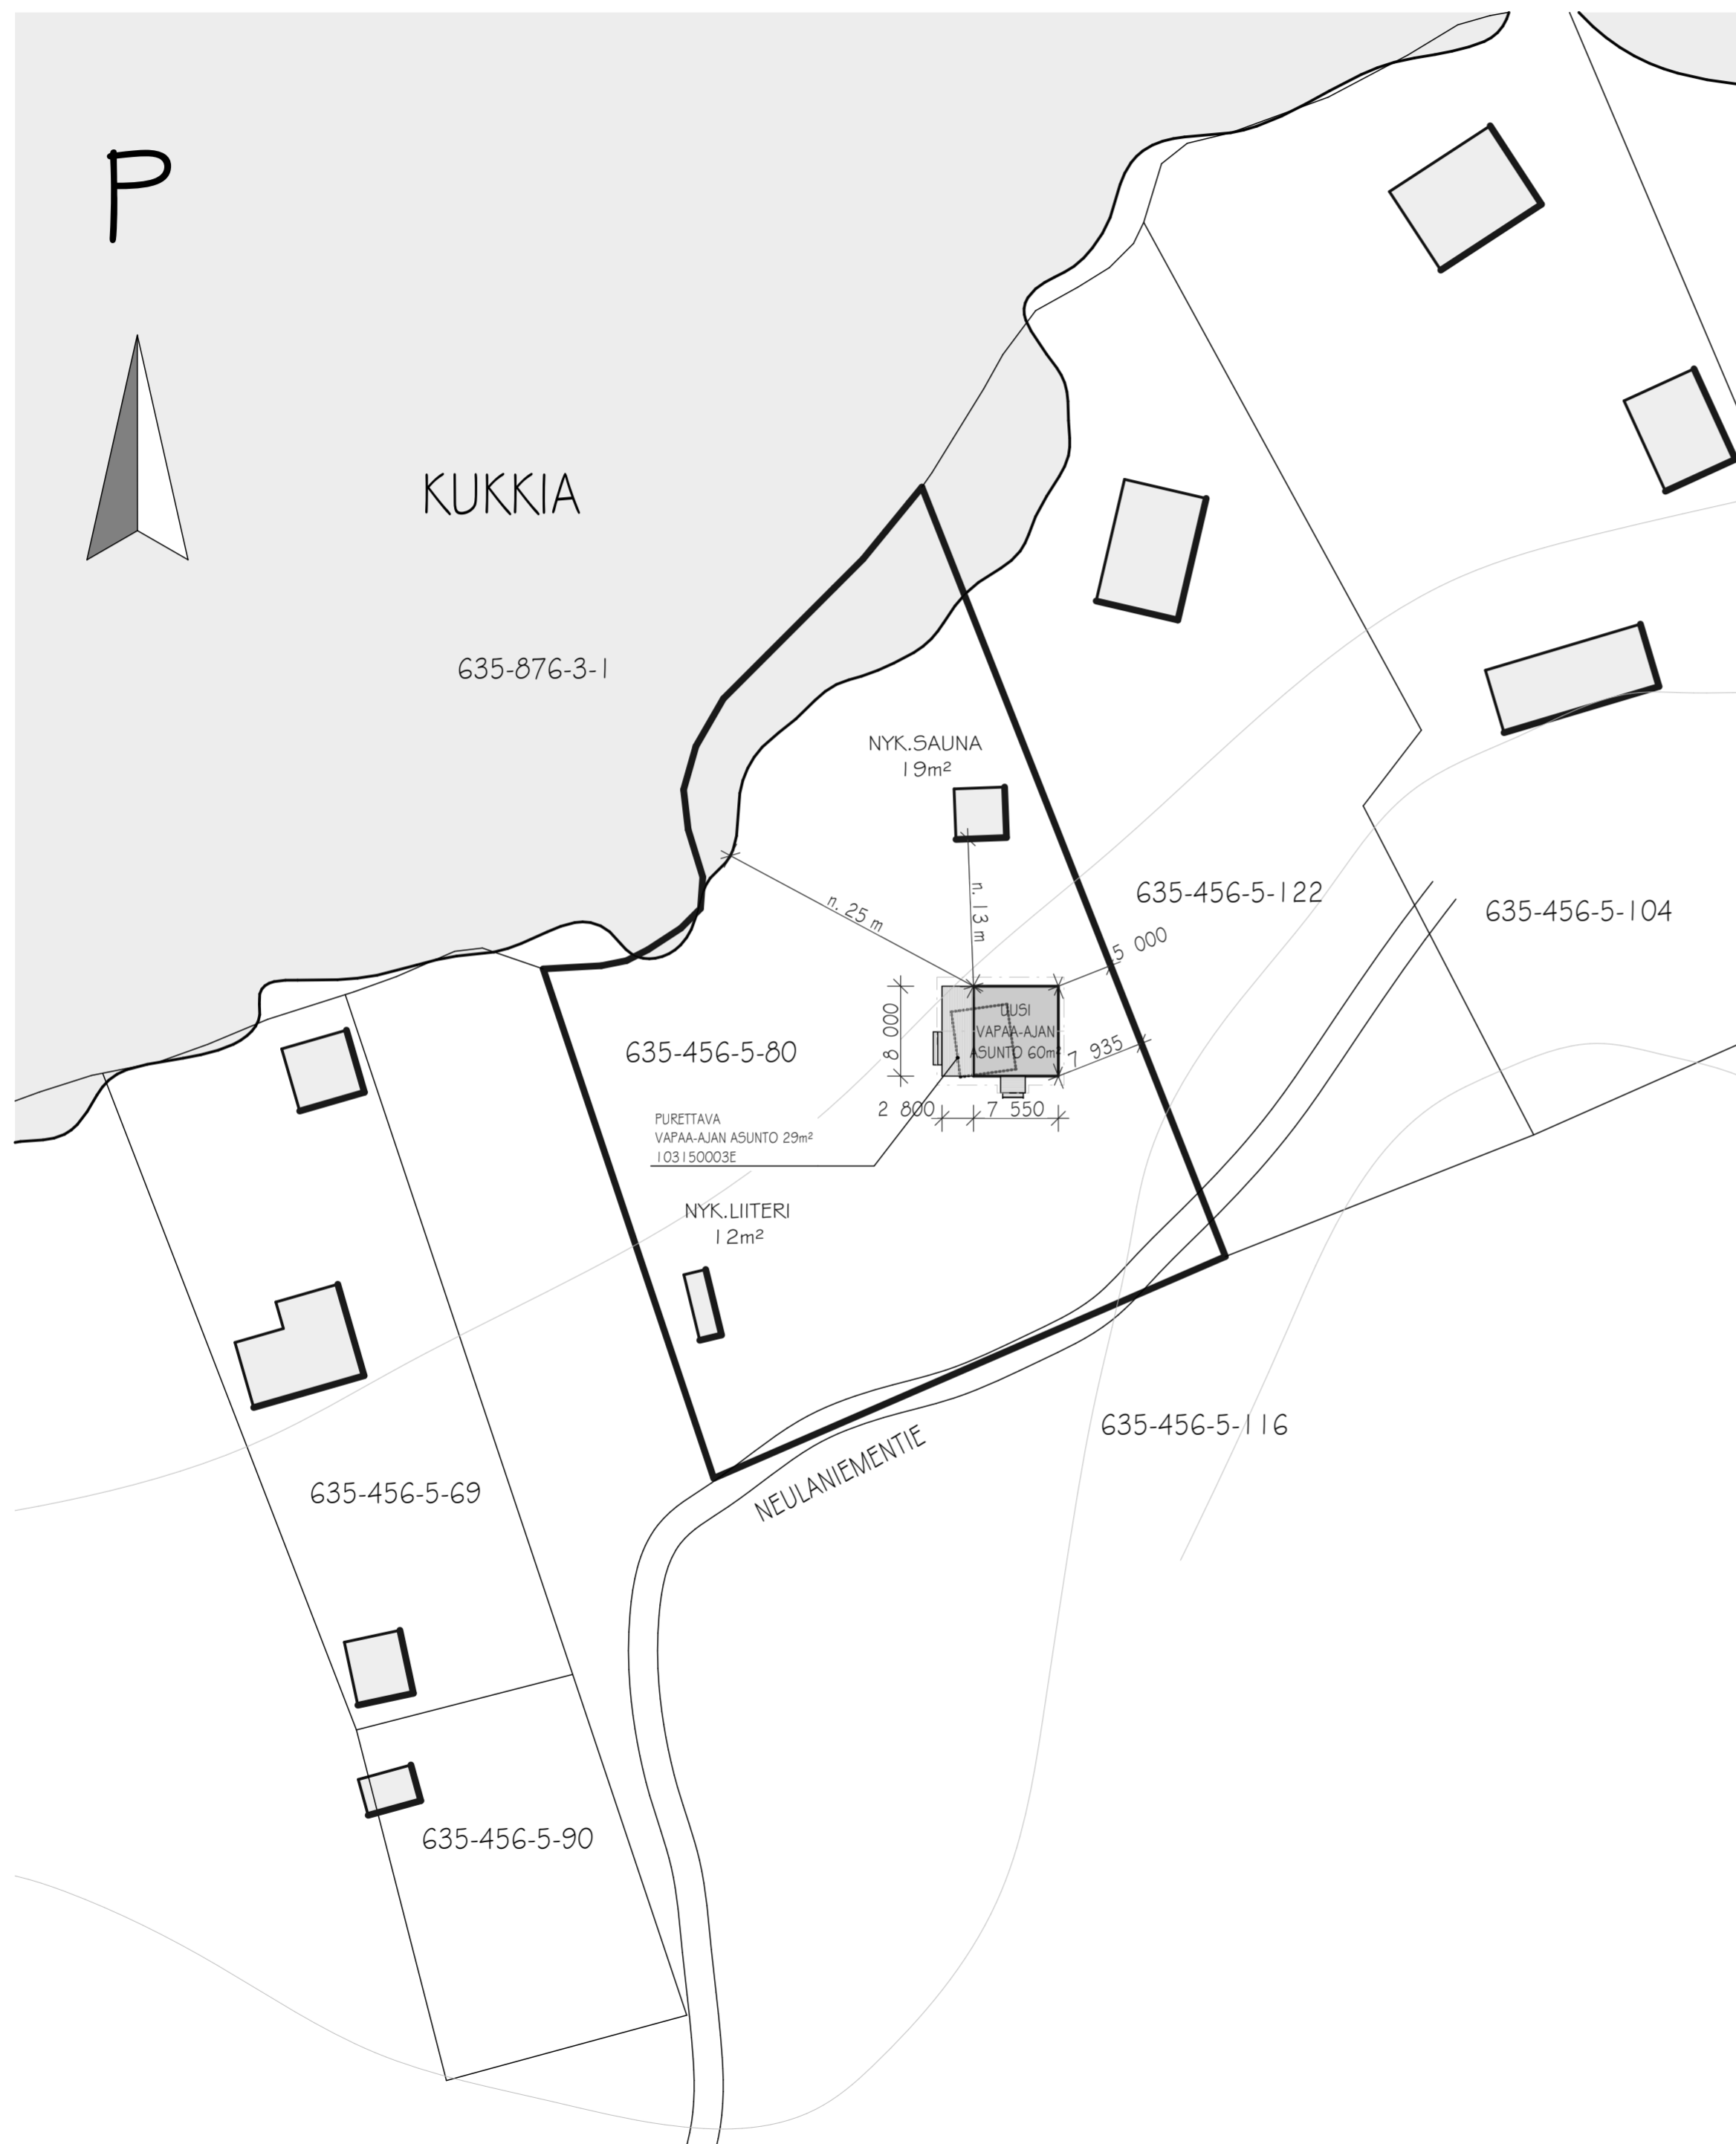 P
KUKKIA
635-876-3-1
NYK.SAUNA
19m²
n. 25 m
n. 13 m
635-456-5-122
635-456-5-104
5 000
8 000
UUSI
VAPAA-AJAN
ASUNTO 60m²
7 935
635-456-5-80
2 800
7 550
PURETTAVA
VAPAA-AJAN ASUNTO 29m²
103150003E
NYK.LIITERI
12m²
635-456-5-116
NEULANIEMENTIE
635-456-5-69
635-456-5-90